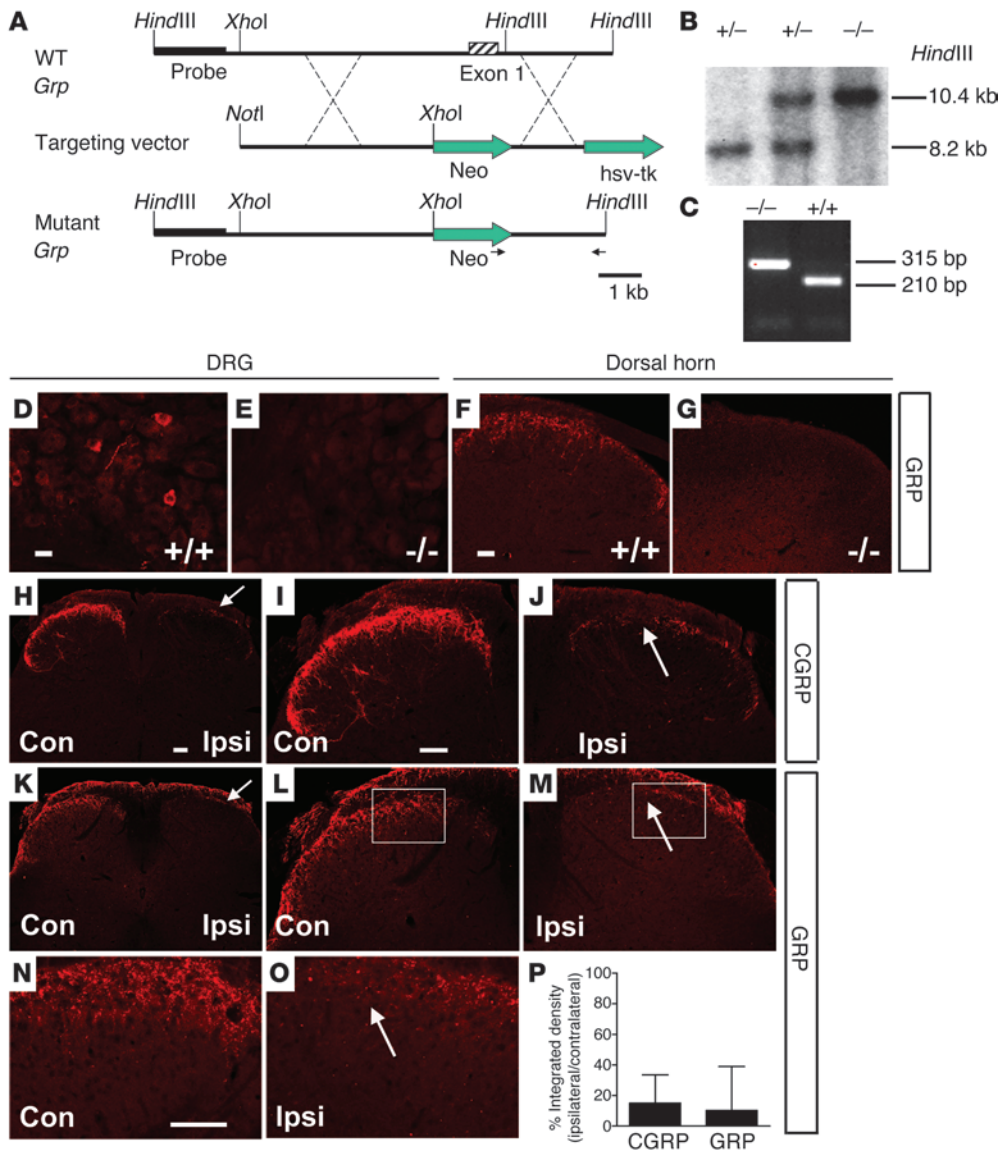 A
HindIII XhoI HindIII HindIII
WT
Grp
Probe Exon 1
NotI XhoI
Targeting vector
Neo hsv-tk
HindIII XhoI XhoI HindIII
Mutant
Grp
Probe Neo
1 kb
B
+/– +/– –/–
HindIII
10.4 kb
8.2 kb
C
–/– +/+
315 bp
210 bp
DRG Dorsal horn
D +/+
E -/-
F +/+
G -/-
GRP
H Con Ipsi
I Con
J Ipsi
CGRP
K Con Ipsi
L Con
M Ipsi
N Con
O Ipsi
GRP
P
% Integrated density
(ipsilateral/contralateral)
100
80
60
40
20
0
CGRP GRP